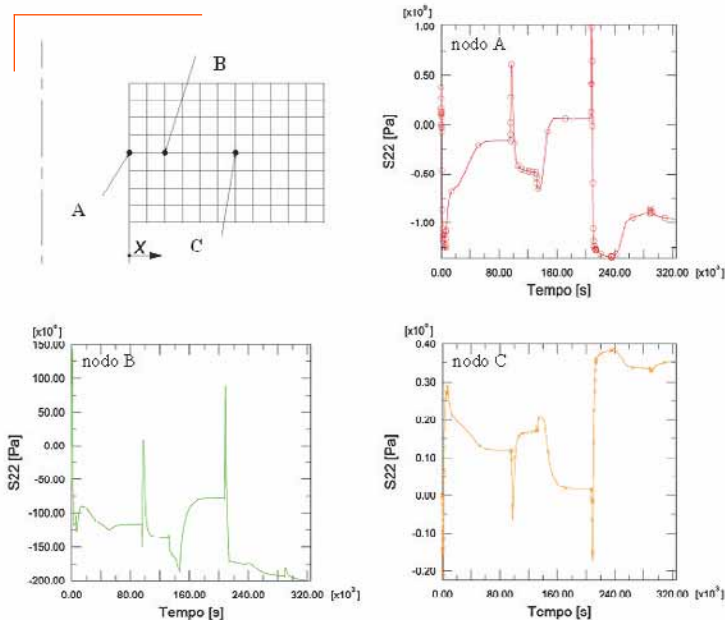 B
A
C
X
nodo A
1.00
0.50
0.00
-0.50
-1.00
S22 [Pa]
0.00 80.00 160.00 240.00 320.00 [x10³]
Tempo [s]
nodo B
150.00
100.00
50.00
0.00
-50.00
-100.00
-150.00
-200.00
S22 [Pa]
0.00 80.00 160.00 240.00 320.00 [x10³]
Tempo [s]
nodo C
0.40
0.30
0.20
0.10
0.00
-0.10
-0.20
S22 [Pa]
0.00 80.00 160.00 240.00 320.00 [x10³]
Tempo [s]